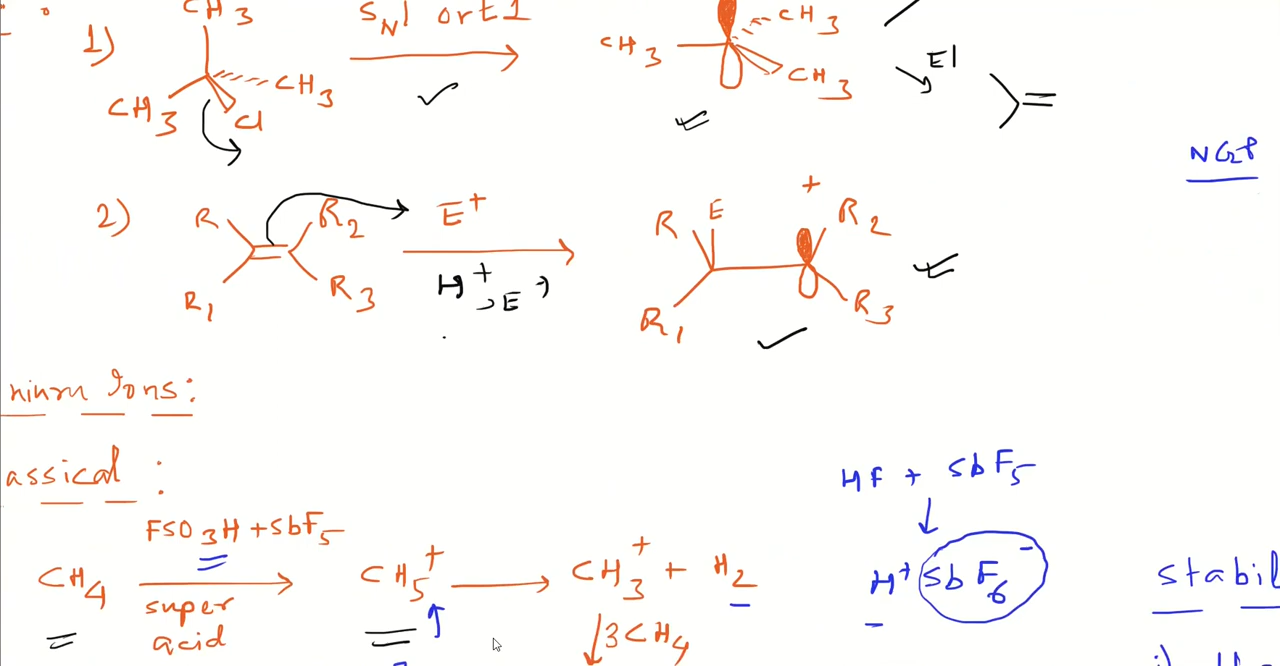 CH3
1)
SN1 or E1
CH3
CH3
Cl
CH3
CH3
CH3
E1
NGP
2)
R
R2
R1
R3
E+
H+, E+
+
R
E
R2
R1
R3
nium Ions:
assical :
HF + SbF5
H+ SbF6-
FSO3H + SbF5
CH4
super
acid
CH5+
CH3+ + H2
3CH4
stabil